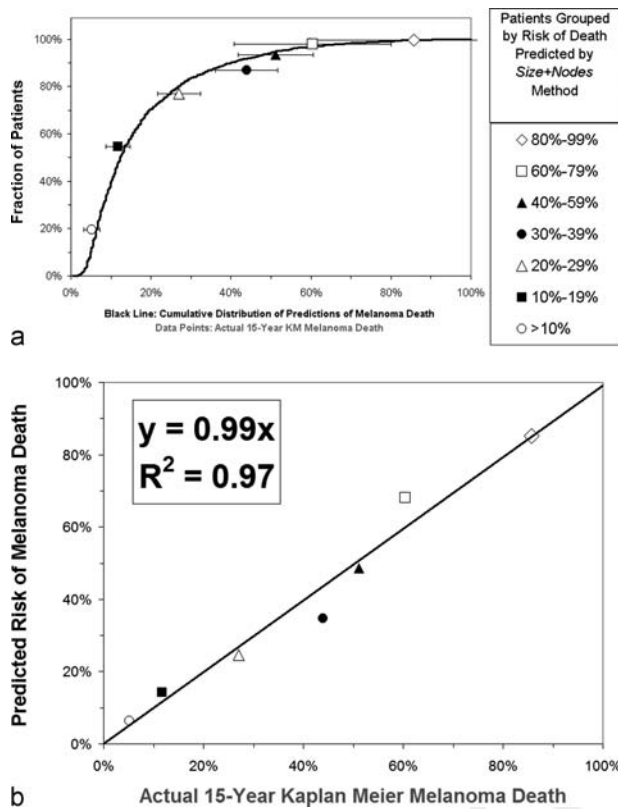 a
100%
80%
60%
40%
20%
0%
Fraction of Patients
0% 20% 40% 60% 80% 100%
Black Line: Cumulative Distribution of Predictions of Melanoma Death
Data Points: Actual 15-Year KM Melanoma Death
Patients Grouped
by Risk of Death
Predicted by
Size+Nodes
Method
80%-99%
60%-79%
40%-59%
30%-39%
20%-29%
10%-19%
>10%
b
100%
80%
60%
40%
20%
0%
Predicted Risk of Melanoma Death
y = 0.99x
R² = 0.97
0% 20% 40% 60% 80% 100%
Actual 15-Year Kaplan Meier Melanoma Death